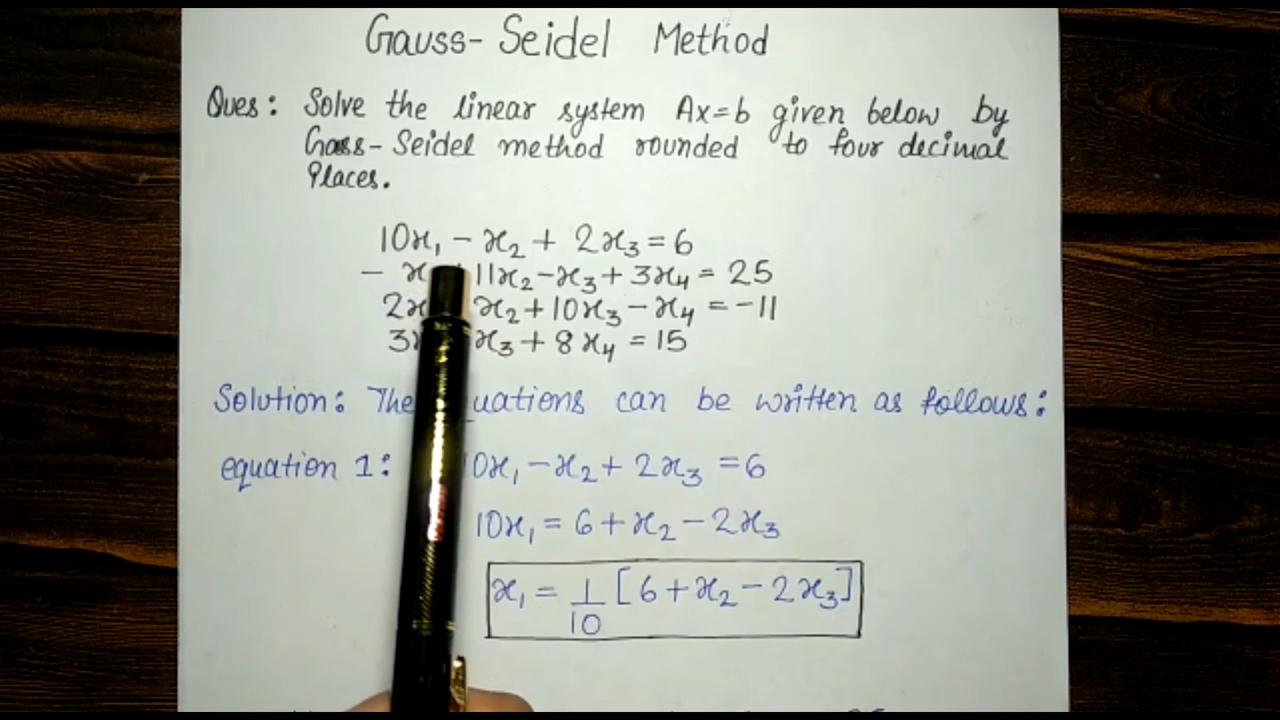 Gauss-Seidel Method
Ques: Solve the linear system Ax=b given below by
Gass-Seidel method rounded to four decimal
Places.
10x₁ - x₂ + 2x₃ = 6
- x 11x₂ - x₃ + 3x₄ = 25
2x x₂ + 10x₃ - x₄ = -11
3x x₃ + 8x₄ = 15
Solution: The can be written as follows:
equation 1: 10x₁ - x₂ + 2x₃ = 6
10x₁ = 6 + x₂ - 2x₃
x₁ = 1/10 [6 + x₂ - 2x₃]